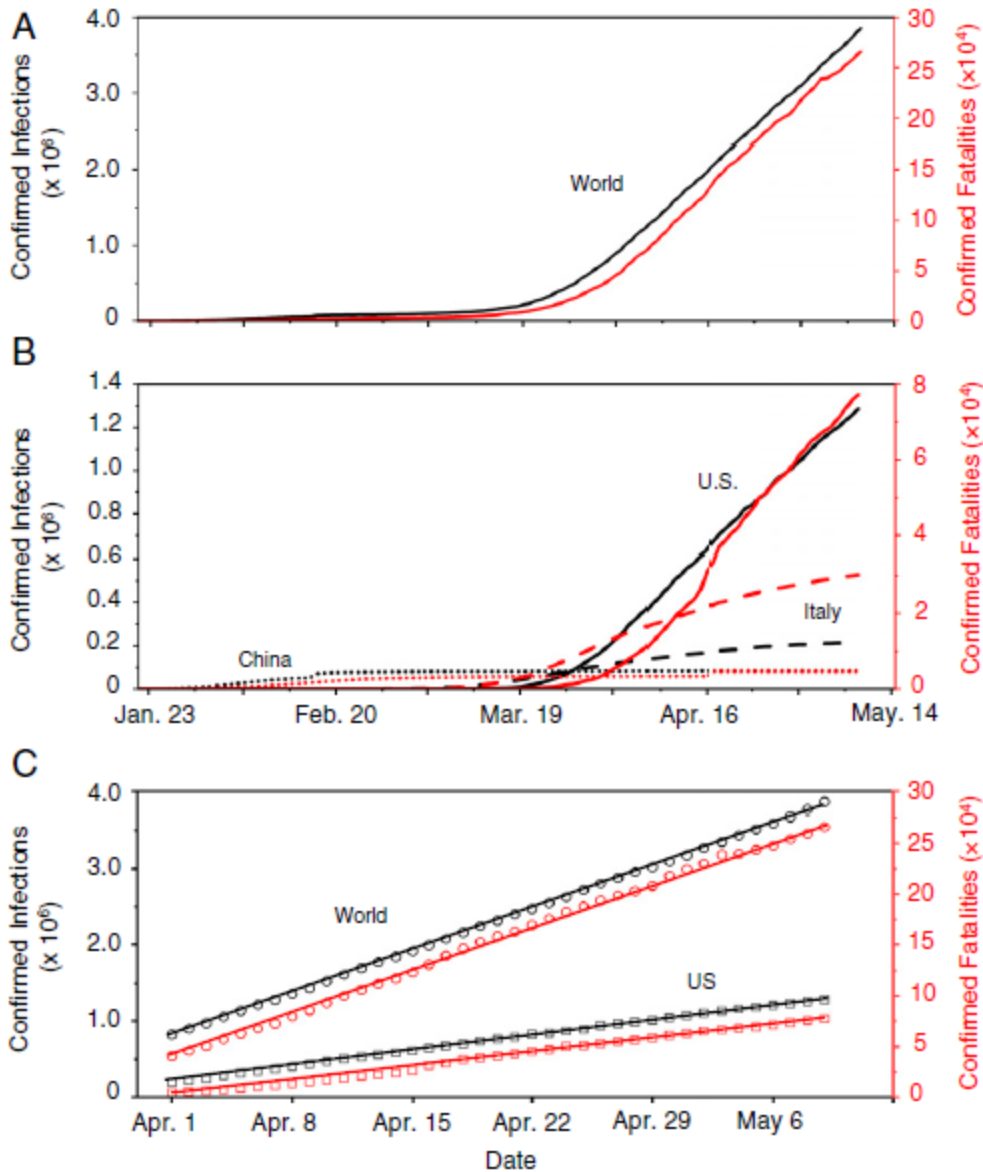 A
Confirmed Infections
(x 10⁶)
4.0
3.0
2.0
1.0
0
World
30
25
20
15
10
5
0
Confirmed Fatalities (×10⁴)
B
Confirmed Infections
(x 10⁶)
1.4
1.2
1.0
0.8
0.6
0.4
0.2
0
China
U.S.
Italy
8
6
4
2
0
Confirmed Fatalities (×10⁴)
Jan. 23
Feb. 20
Mar. 19
Apr. 16
May. 14
C
Confirmed Infections
(x 10⁶)
4.0
3.0
2.0
1.0
0
World
US
30
25
20
15
10
5
0
Confirmed Fatalities (×10⁴)
Apr. 1
Apr. 8
Apr. 15
Apr. 22
Apr. 29
May 6
Date